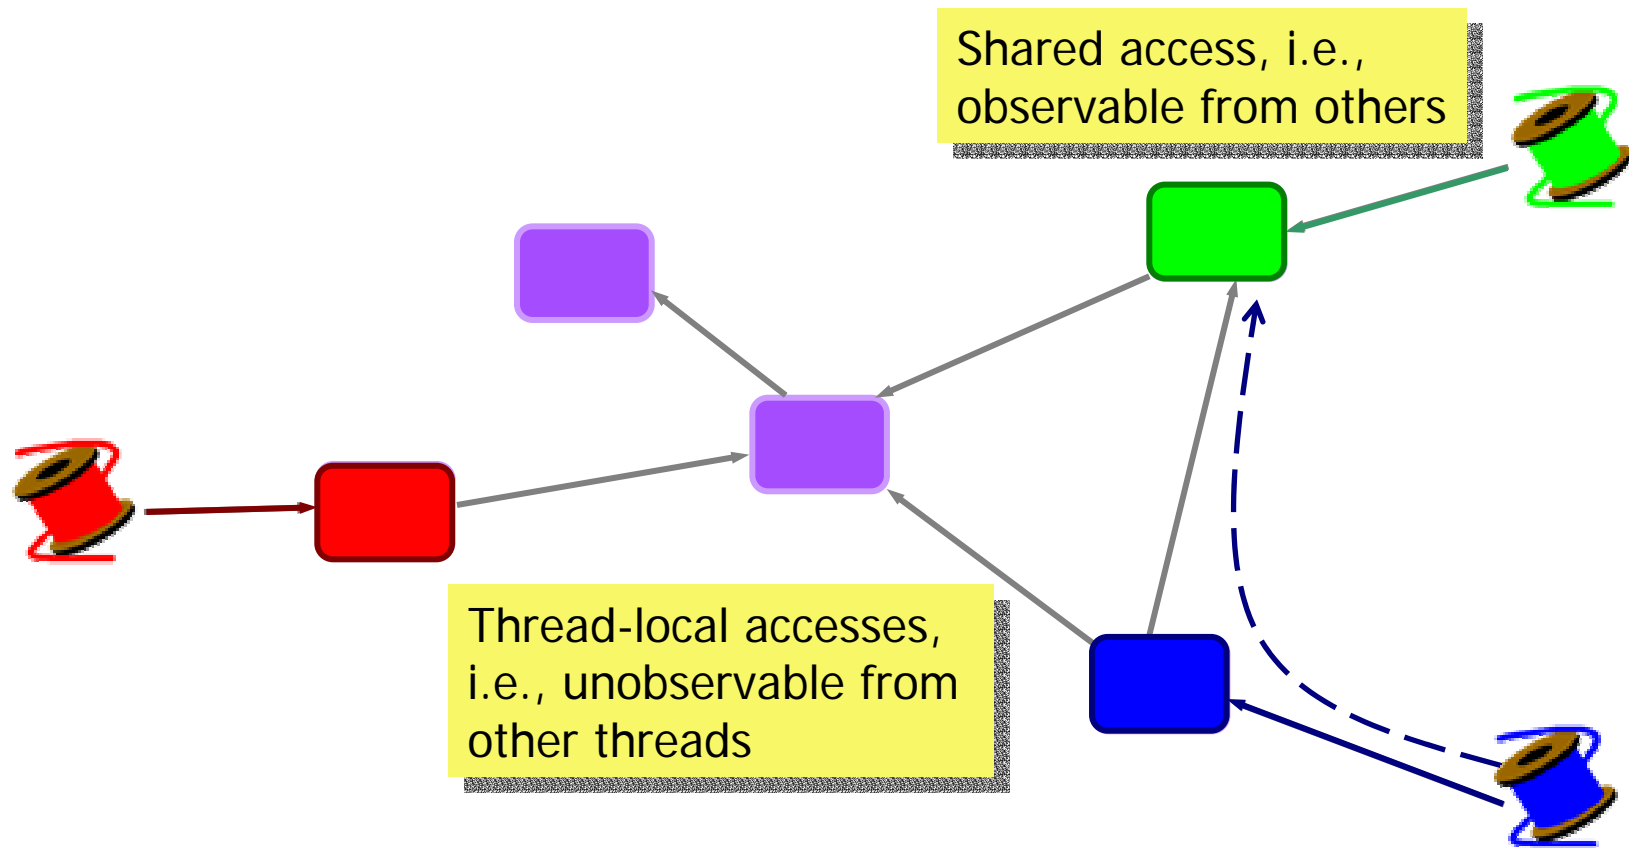 Shared access, i.e.,
observable from others
Thread-local accesses,
i.e., unobservable from
other threads